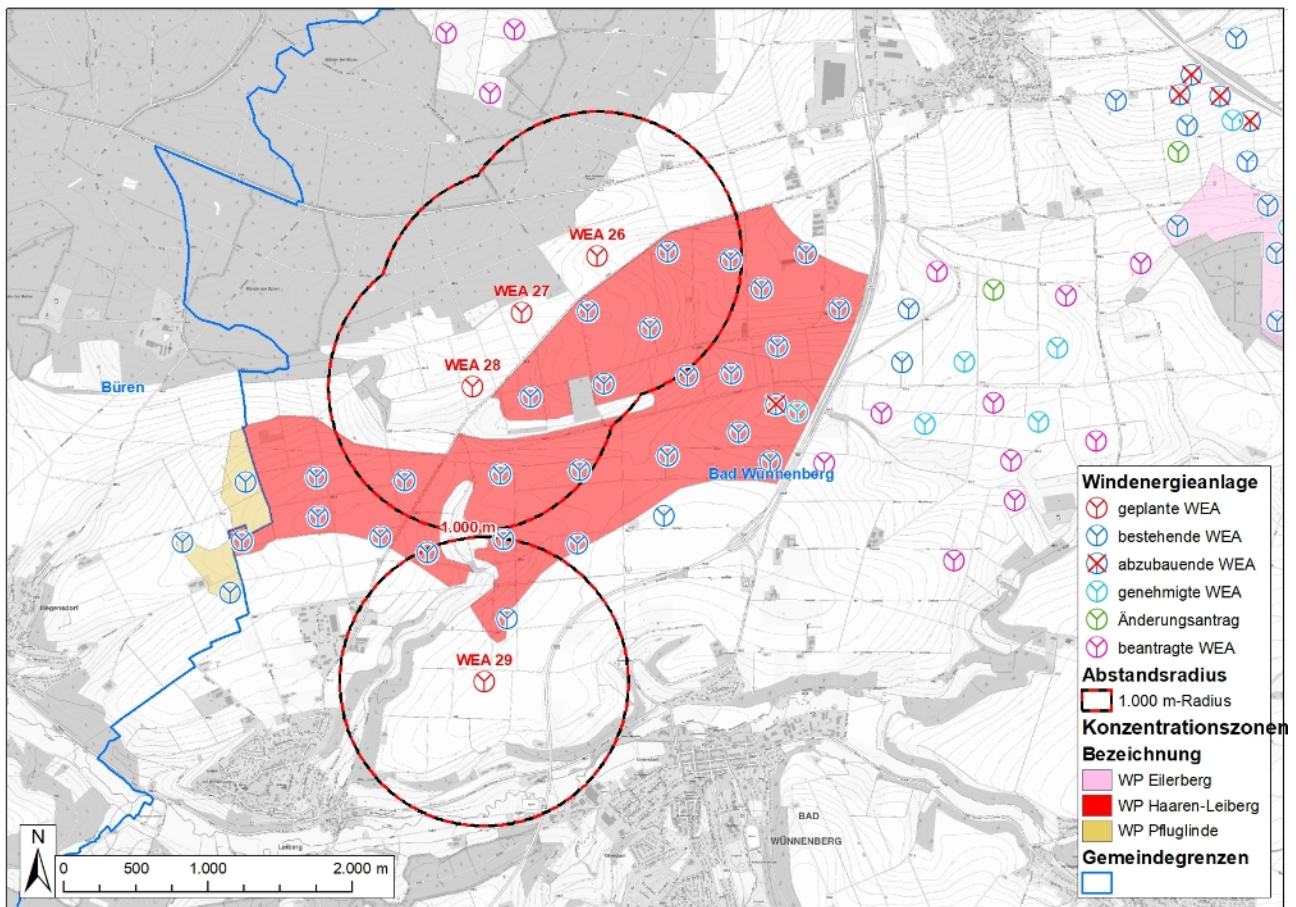 WEA 26
WEA 27
WEA 28
Büren
Bad Wünnenberg
1.000 m
Hegensdorf
WEA 29
BAD
WÜNNENBERG
Leiberg
N
0 500 1.000 2.000 m
Windenergieanlage
geplante WEA
bestehende WEA
abzubauende WEA
genehmigte WEA
Änderungsantrag
beantragte WEA
Abstandsradius
1.000 m-Radius
Konzentrationszonen
Bezeichnung
WP Eilerberg
WP Haaren-Leiberg
WP Pfluglinde
Gemeindegrenzen